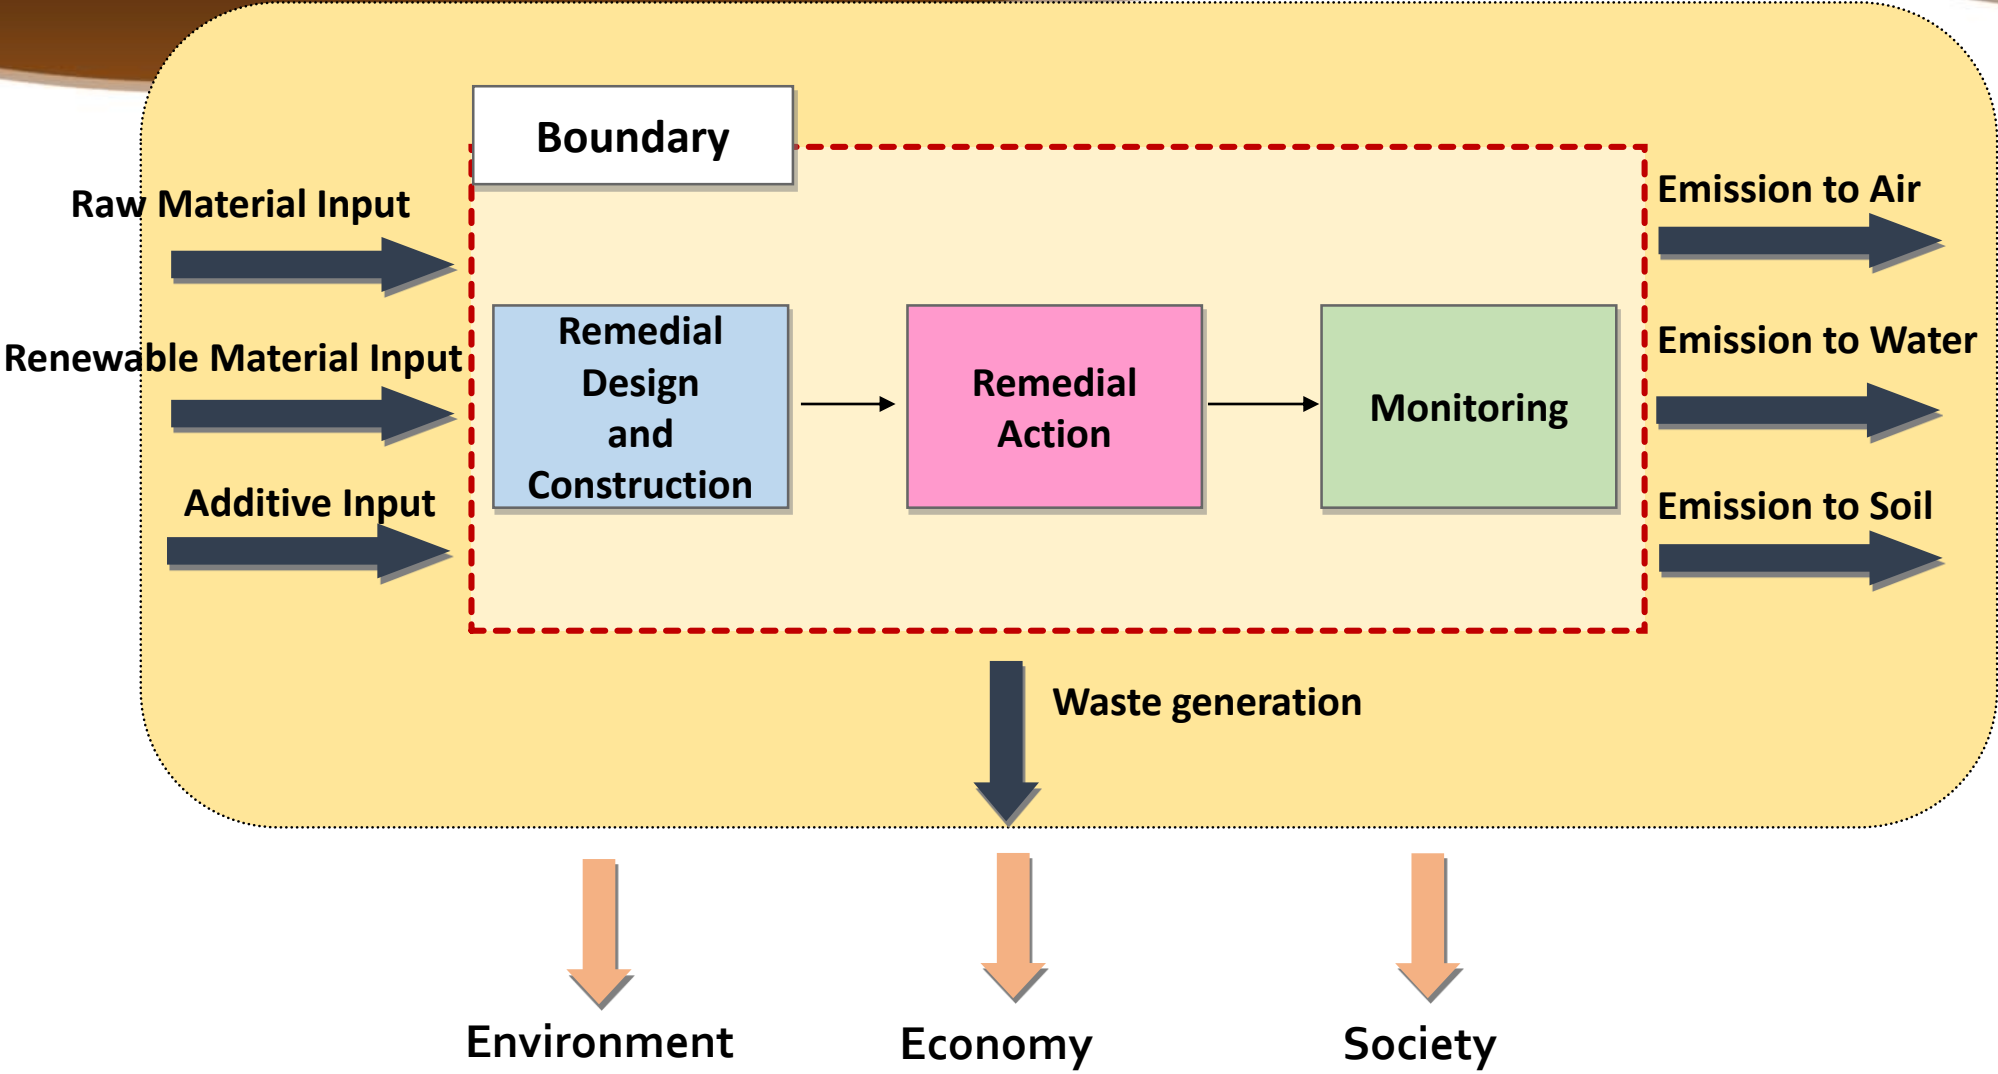 Boundary
Raw Material Input
Renewable Material Input
Additive Input
Remedial
Design
and
Construction
Remedial
Action
Monitoring
Emission to Air
Emission to Water
Emission to Soil
Waste generation
Environment
Economy
Society